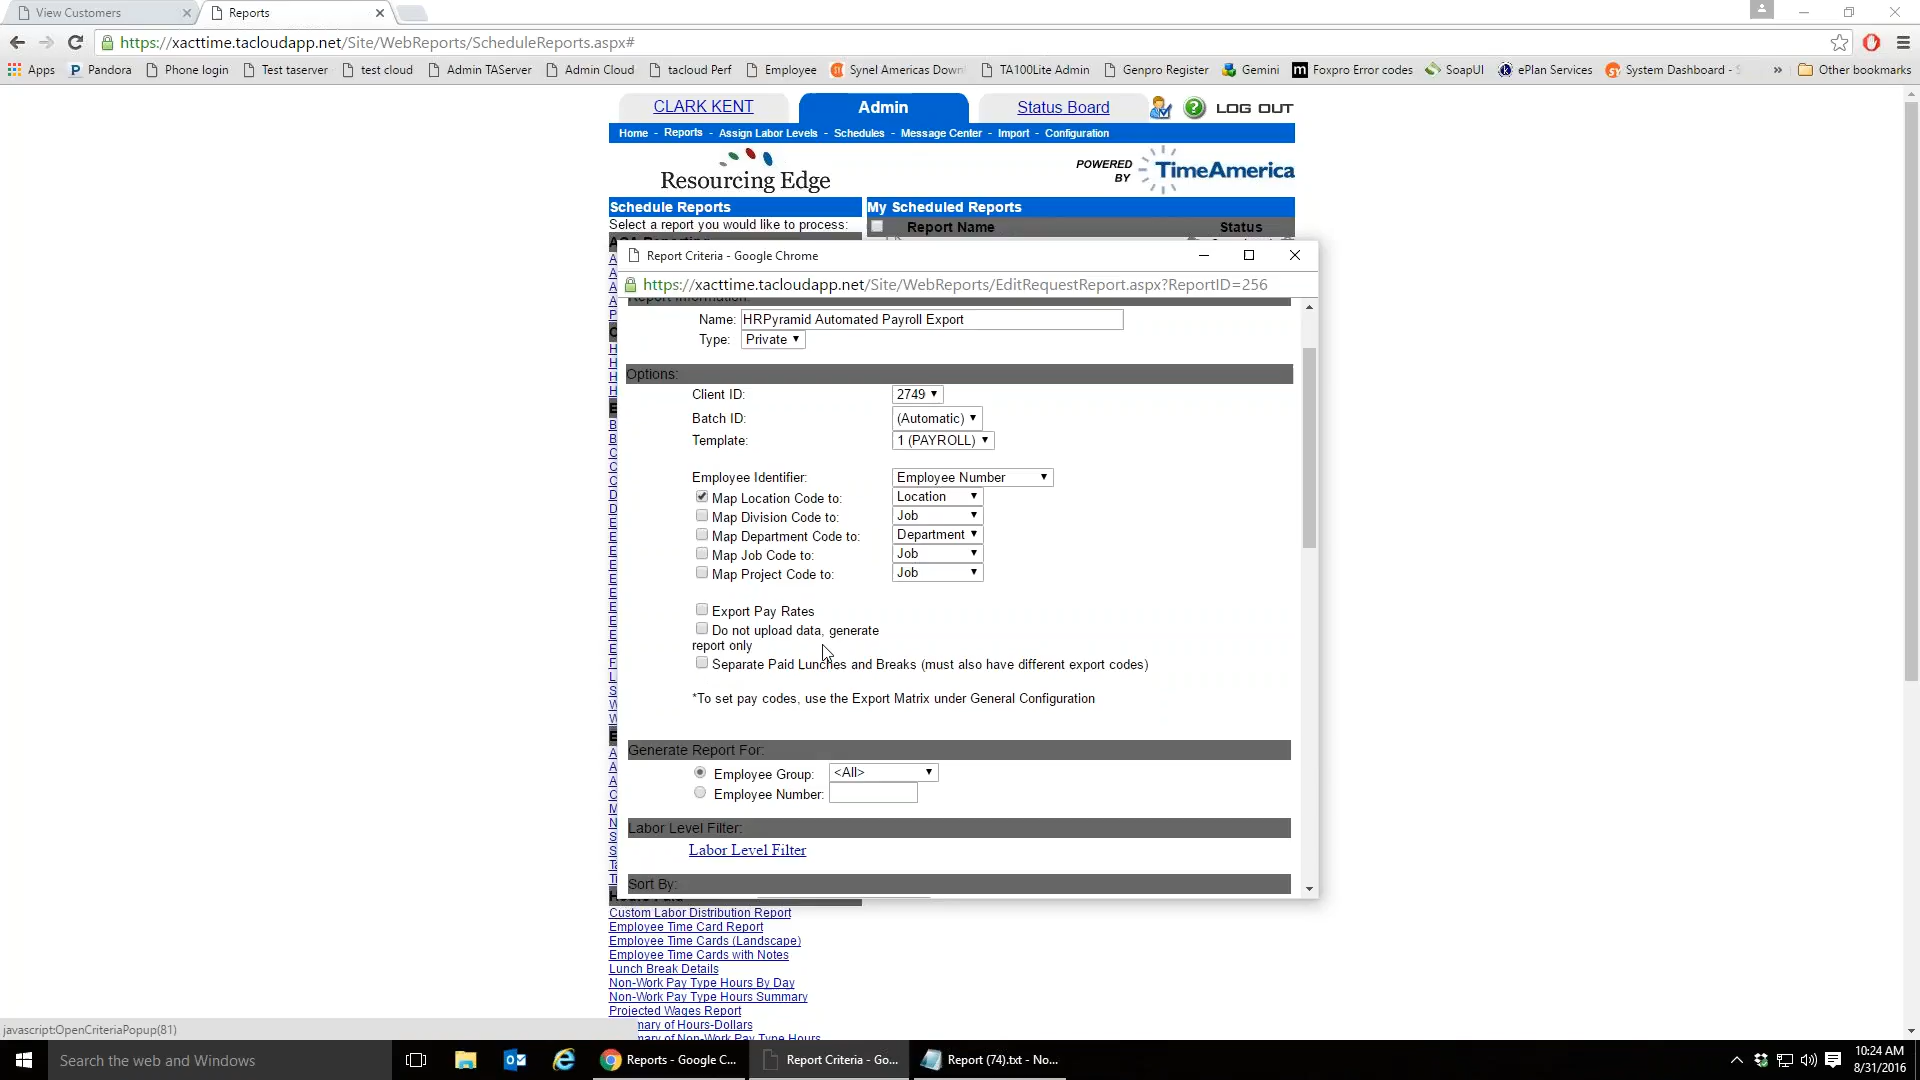 View Customers
Reports
https://xacttime.tacloudapp.net/Site/WebReports/ScheduleReports.aspx#
Apps
Pandora
Phone login
Test taserver
test cloud
Admin TAServer
Admin Cloud
tacloud Perf
Employee
Synel Americas Down
TA100Lite Admin
Genpro Register
Gemini
Foxpro Error codes
SoapUI
ePlan Services
System Dashboard - S
Other bookmarks
CLARK KENT
Admin
Status Board
LOG OUT
Home - Reports - Assign Labor Levels - Schedules - Message Center - Import - Configuration
Resourcing Edge
POWERED BY
TimeAmerica
Schedule Reports
My Scheduled Reports
Select a report you would like to process:
Report Name
Status
Report Criteria - Google Chrome
https://xacttime.tacloudapp.net/Site/WebReports/EditRequestReport.aspx?ReportID=256
Report Information:
Name: HRPyramid Automated Payroll Export
Type: Private
Options:
Client ID: 2749
Batch ID: (Automatic)
Template: 1 (PAYROLL)
Employee Identifier: Employee Number
Map Location Code to: Location
Map Division Code to: Job
Map Department Code to: Department
Map Job Code to: Job
Map Project Code to: Job
Export Pay Rates
Do not upload data, generate
report only
Separate Paid Lunches and Breaks (must also have different export codes)
*To set pay codes, use the Export Matrix under General Configuration
Generate Report For:
Employee Group: <All>
Employee Number:
Labor Level Filter:
Labor Level Filter
Sort By:
Custom Labor Distribution Report
Employee Time Card Report
Employee Time Cards (Landscape)
Employee Time Cards with Notes
Lunch Break Details
Non-Work Pay Type Hours By Day
Non-Work Pay Type Hours Summary
Projected Wages Report
mary of Hours-Dollars
mary of Non-Work Pay Type Hours
javascript:OpenCriteriaPopup(81)
Search the web and Windows
Reports - Google C...
Report Criteria - Go...
Report (74).txt - No...
10:24 AM
8/31/2016